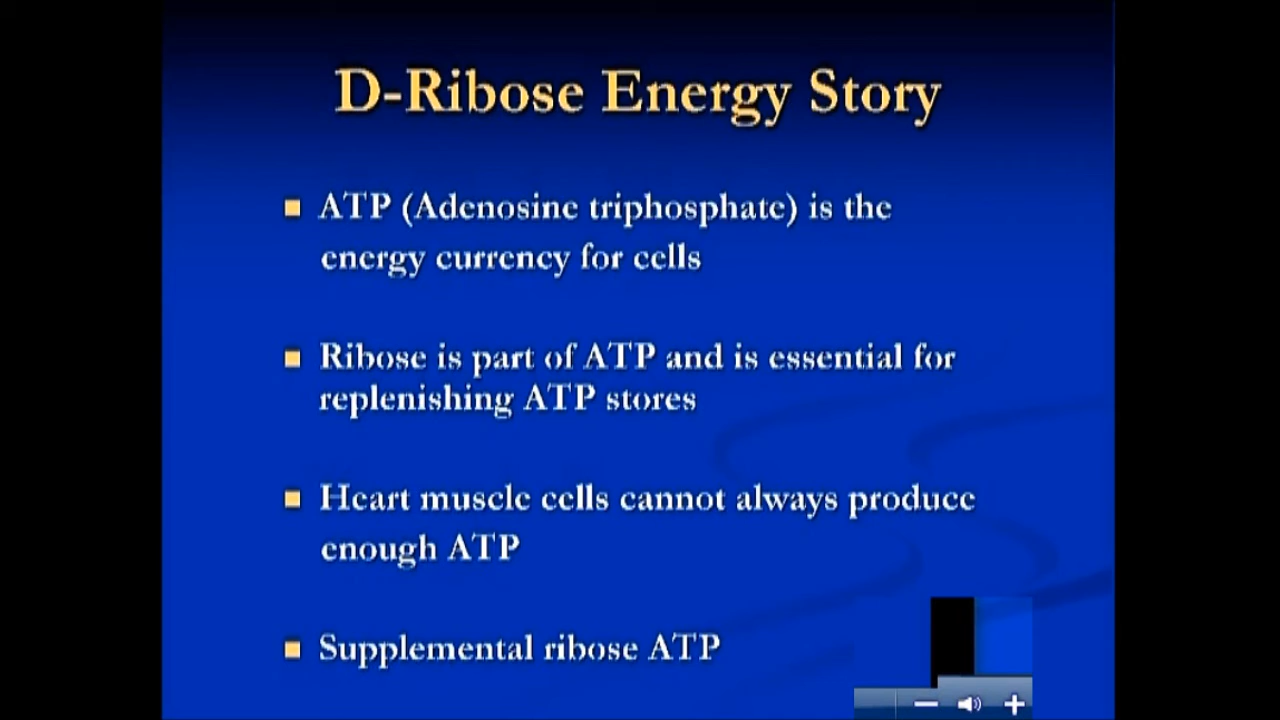 D-Ribose Energy Story
■ ATP (Adenosine triphosphate) is the
energy currency for cells
■ Ribose is part of ATP and is essential for
replenishing ATP stores
■ Heart muscle cells cannot always produce
enough ATP
■ Supplemental ribose ATP